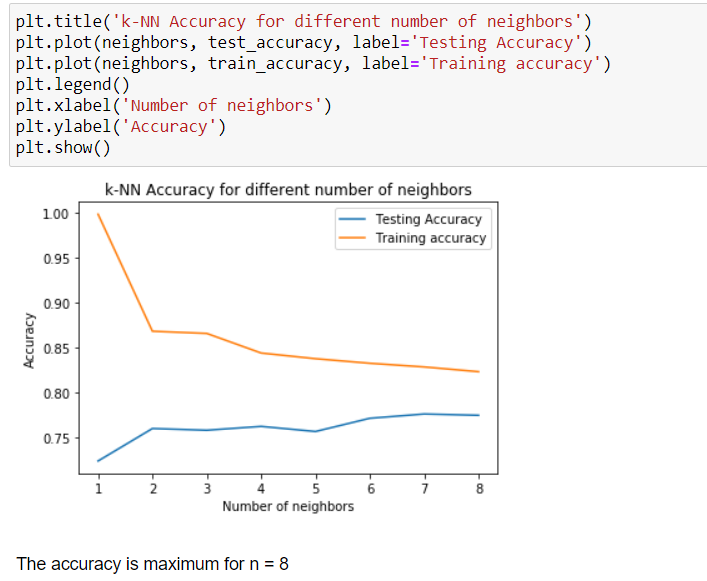 plt.title('k-NN Accuracy for different number of neighbors')
plt.plot(neighbors, test_accuracy, label='Testing Accuracy')
plt.plot(neighbors, train_accuracy, label='Training accuracy')
plt.legend()
plt.xlabel('Number of neighbors')
plt.ylabel('Accuracy')
plt.show()
k-NN Accuracy for different number of neighbors
Testing Accuracy
Training accuracy
1.00
0.95
0.90
0.85
0.80
0.75
Accuracy
1 2 3 4 5 6 7 8
Number of neighbors
The accuracy is maximum for n = 8